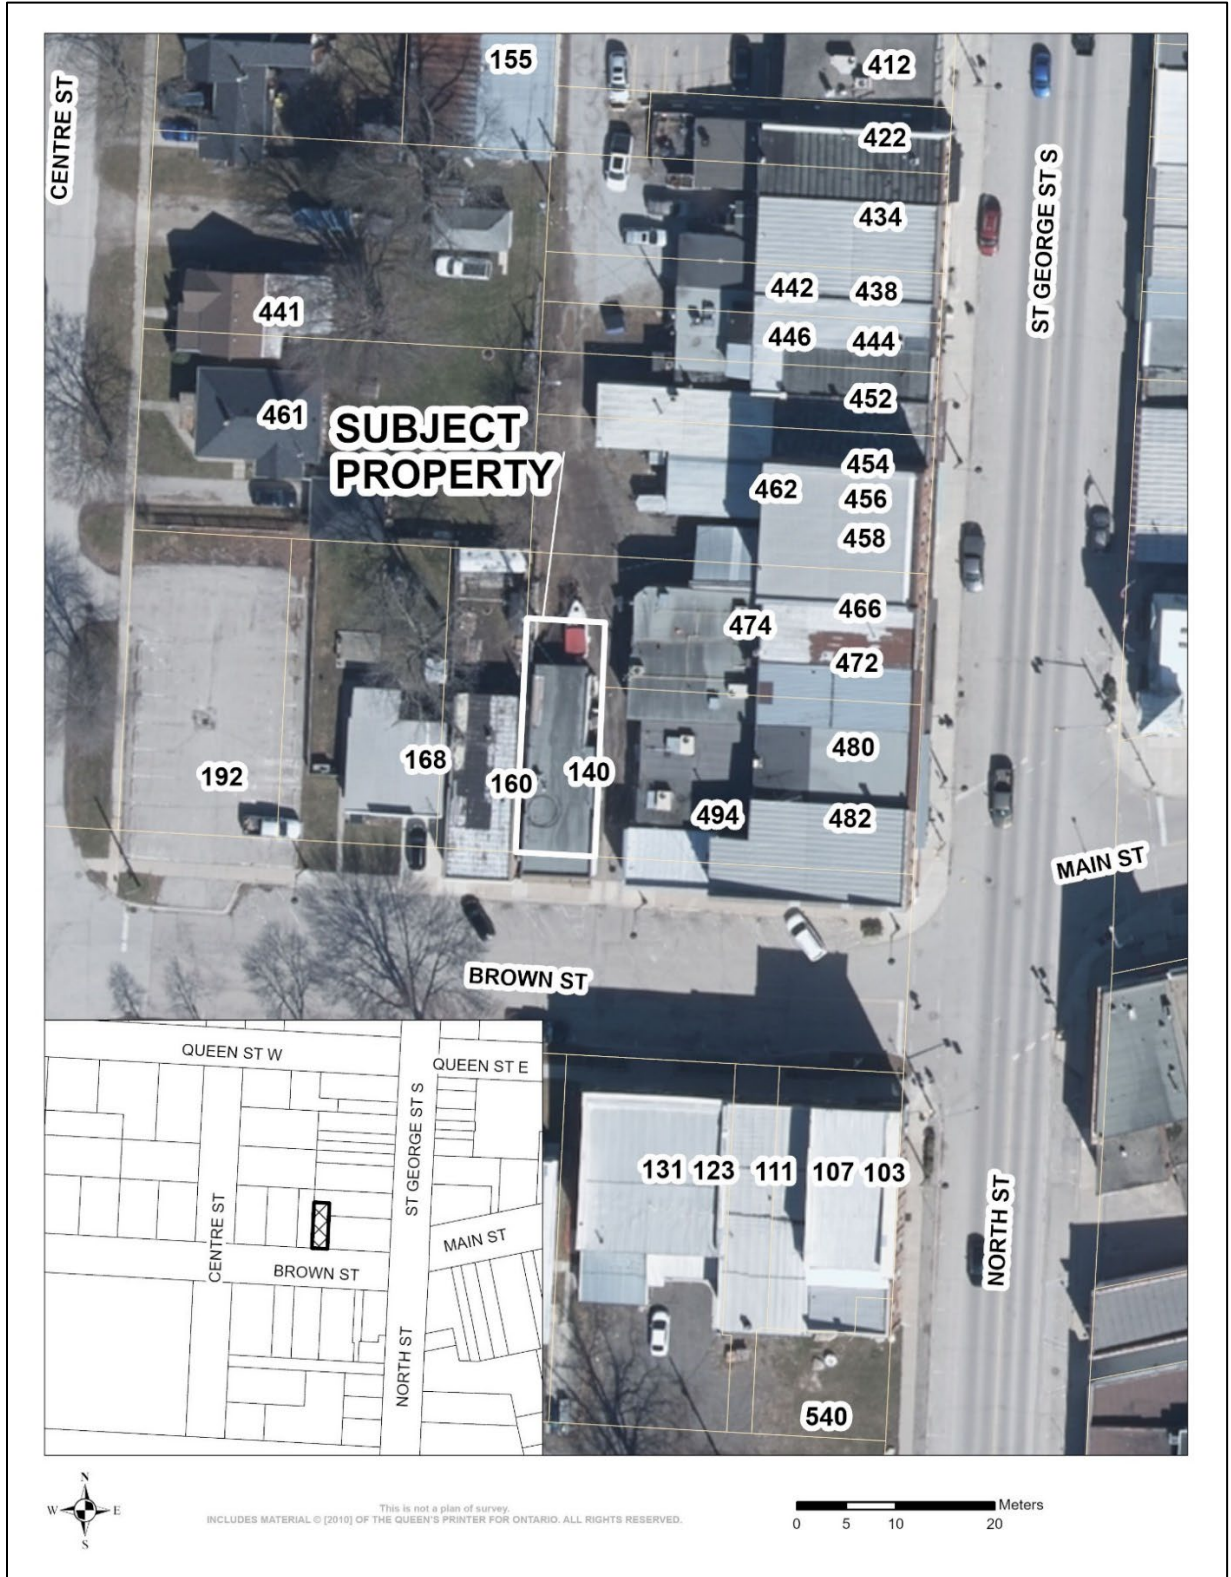 155
412
CENTRE ST
422
ST GEORGE ST S
434
442
438
441
446
444
452
461
SUBJECT
PROPERTY
454
462
456
458
466
474
472
480
168
192
160
140
494
482
MAIN ST
BROWN ST
QUEEN ST W
QUEEN ST E
ST GEORGE ST S
CENTRE ST
MAIN ST
BROWN ST
NORTH ST
131
123
111
107
103
NORTH ST
540
N
W
E
S
This is not a plan of survey.
INCLUDES MATERIAL © [2010] OF THE QUEEN'S PRINTER FOR ONTARIO. ALL RIGHTS RESERVED.
Meters
0 5 10 20